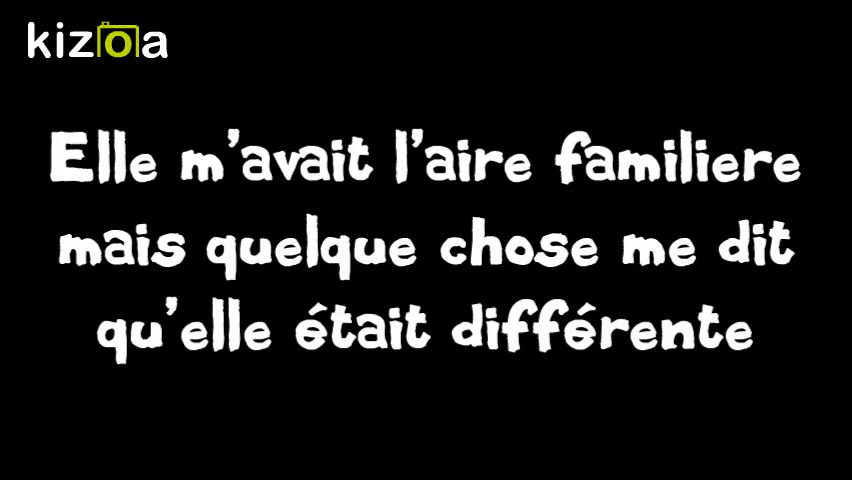 kizoa
Elle m'avait l'aire familiere
mais quelque chose me dit
qu'elle était différente